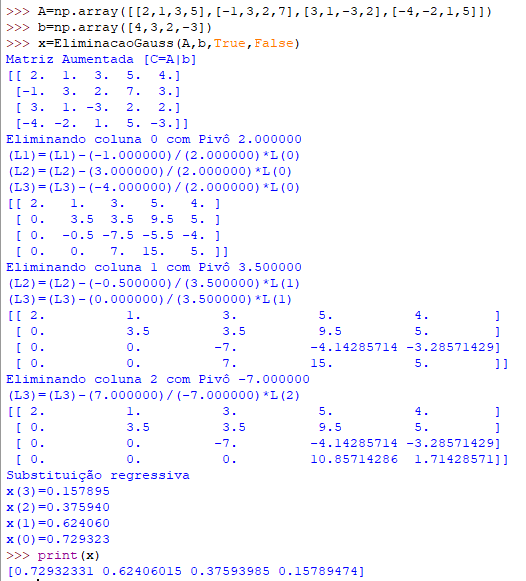 >>> A=np.array([[2,1,3,5],[-1,3,2,7],[3,1,-3,2],[-4,-2,1,5]])
>>> b=np.array([4,3,2,-3])
>>> x=EliminacaoGauss(A,b,True,False)
Matriz Aumentada [C=A|b]
[[ 2.  1.  3.  5.  4.]
 [-1.  3.  2.  7.  3.]
 [ 3.  1. -3.  2.  2.]
 [-4. -2.  1.  5. -3.]]
Eliminando coluna 0 com Pivô 2.000000
(L1)=(L1)-(-1.000000)/(2.000000)*L(0)
(L2)=(L2)-(3.000000)/(2.000000)*L(0)
(L3)=(L3)-(-4.000000)/(2.000000)*L(0)
[[ 2.   1.   3.   5.   4. ]
 [ 0.   3.5  3.5  9.5  5. ]
 [ 0.  -0.5 -7.5 -5.5 -4. ]
 [ 0.   0.   7.  15.   5. ]]
Eliminando coluna 1 com Pivô 3.500000
(L2)=(L2)-(-0.500000)/(3.500000)*L(1)
(L3)=(L3)-(0.000000)/(3.500000)*L(1)
[[ 2.          1.          3.          5.          4.        ]
 [ 0.          3.5         3.5         9.5         5.        ]
 [ 0.          0.         -7.         -4.14285714 -3.28571429]
 [ 0.          0.          7.         15.          5.        ]]
Eliminando coluna 2 com Pivô -7.000000
(L3)=(L3)-(7.000000)/(-7.000000)*L(2)
[[ 2.          1.          3.          5.          4.        ]
 [ 0.          3.5         3.5         9.5         5.        ]
 [ 0.          0.         -7.         -4.14285714 -3.28571429]
 [ 0.          0.          0.         10.85714286  1.71428571]]
Substituição regressiva
x(3)=0.157895
x(2)=0.375940
x(1)=0.624060
x(0)=0.729323
>>> print(x)
[0.72932331 0.62406015 0.37593985 0.15789474]